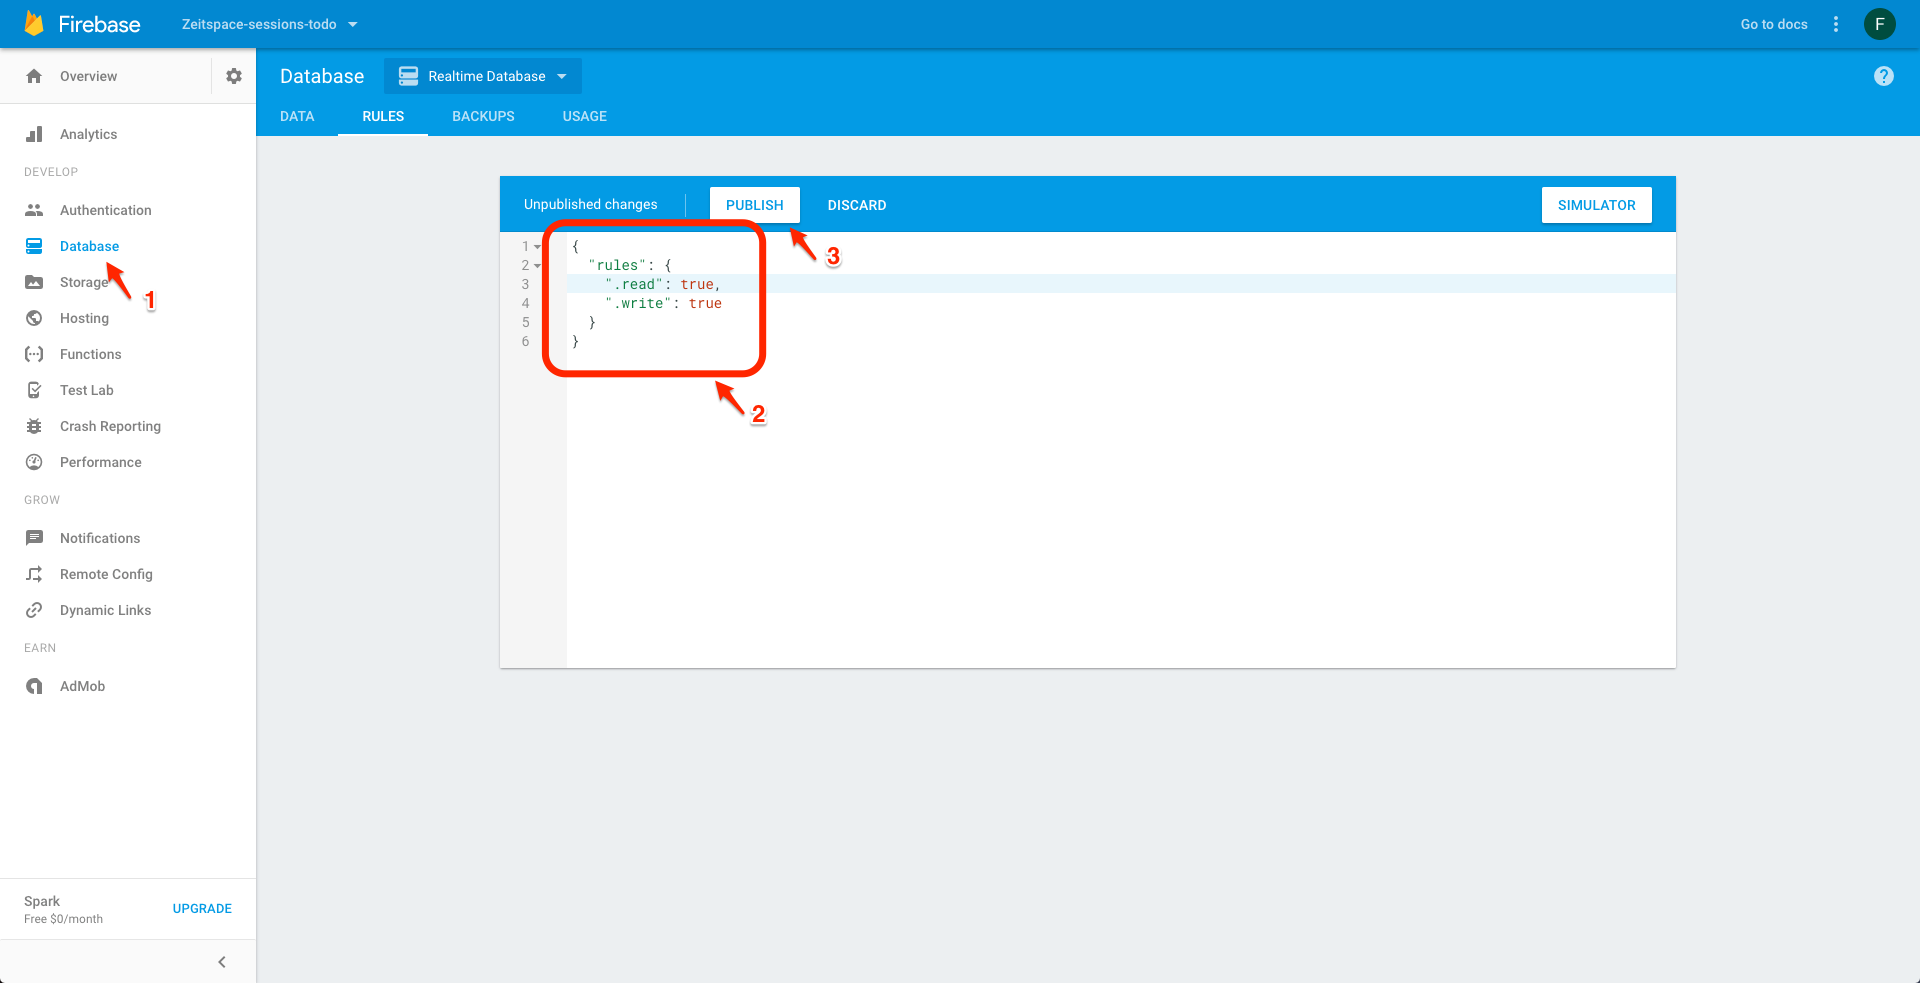 Firebase
Zeitspace-sessions-todo
Go to docs
F
Overview
Database
Realtime Database
?
DATA
RULES
BACKUPS
USAGE
Analytics
DEVELOP
Authentication
Database
Storage
Hosting
Functions
Test Lab
Crash Reporting
Performance
GROW
Notifications
Remote Config
Dynamic Links
EARN
AdMob
Spark
Free $0/month
UPGRADE
Unpublished changes
PUBLISH
DISCARD
SIMULATOR
1 {
2 "rules": {
3 ".read": true,
4 ".write": true
5 }
6 }
1
2
3